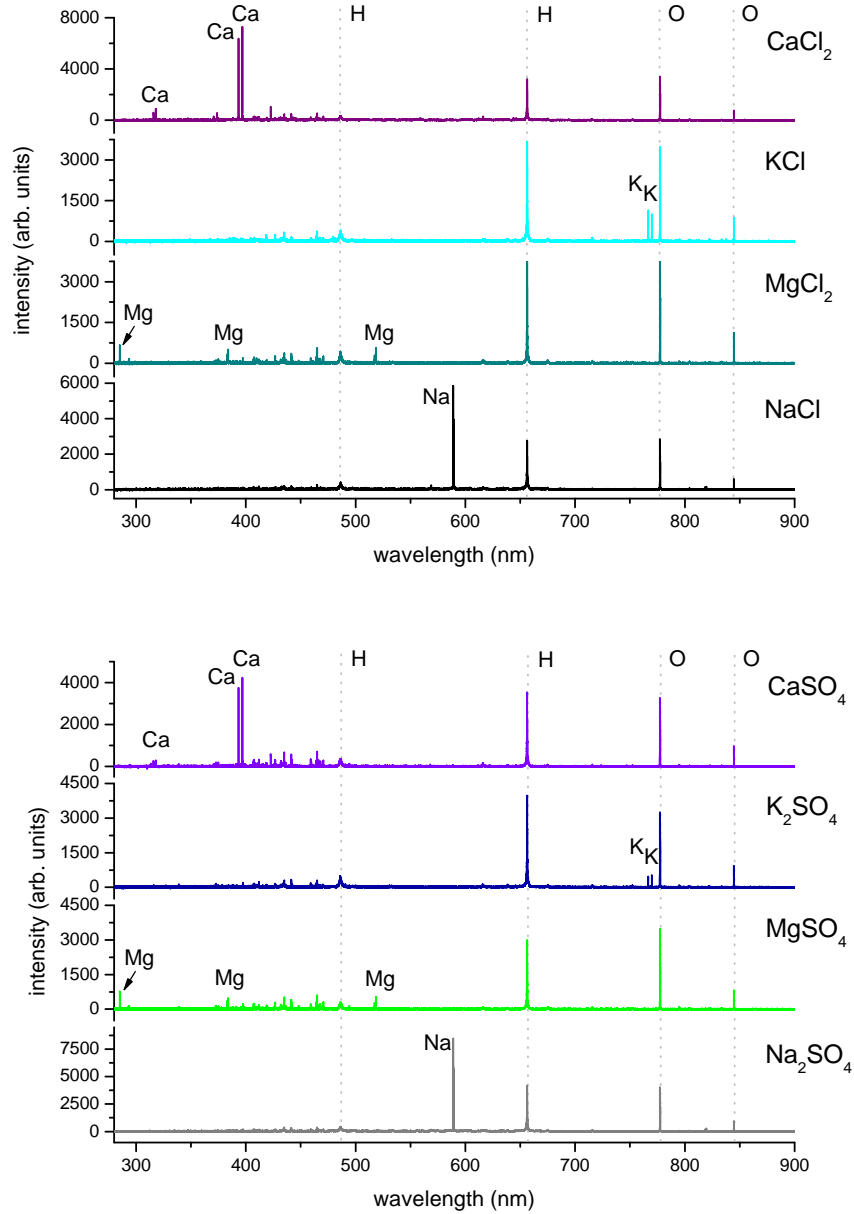 Ca
H
H
O
O
8000
Ca
CaCl2
4000
Ca
0
3000
KCl
K
K
1500
0
3000
MgCl2
Mg
1500
Mg
Mg
0
6000
NaCl
Na
4000
2000
0
intensity (arb. units)
300 400 500 600 700 800 900
wavelength (nm)
Ca
H
H
O
O
Ca
CaSO4
4000
2000
Ca
0
4500
K2SO4
3000
K
K
1500
0
4500
MgSO4
3000
Mg
1500
Mg
Mg
0
7500
Na
Na2SO4
5000
2500
0
intensity (arb. units)
300 400 500 600 700 800 900
wavelength (nm)